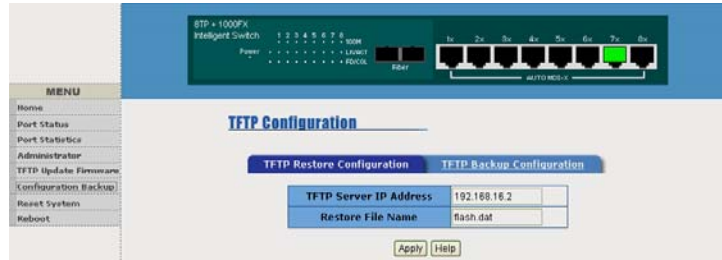 8TP + 1000FX
Intelligent Switch
1 2 3 4 5 6 7 8
100M
Power
LK/ACT
FD/COL
Fiber
1x 2x 3x 4x 5x 6x 7x 8x
AUTO MDI-X
MENU
Home
Port Status
Port Statistics
Administrator
TFTP Update Firmware
Configuration Backup
Reset System
Reboot
TFTP Configuration
TFTP Restore Configuration
TFTP Backup Configuration
TFTP Server IP Address 192.168.16.2
Restore File Name flash.dat
Apply Help